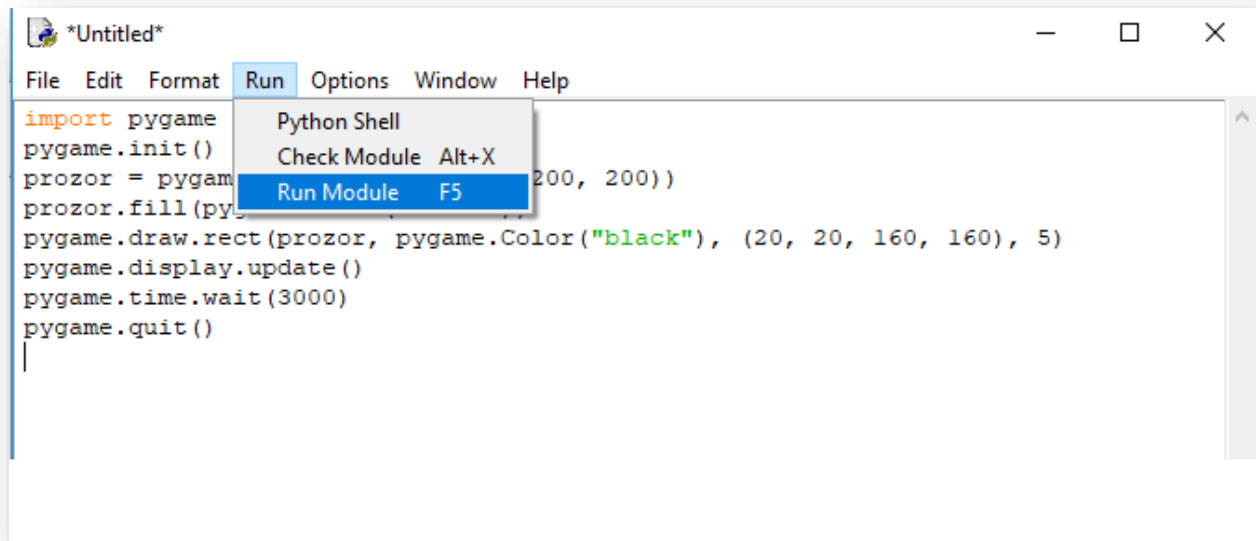 *Untitled*
File Edit Format Run Options Window Help
import pygame
Python Shell
pygame.init()
Check Module Alt+X
prozor = pygam 200, 200))
Run Module F5
prozor.fill(py
pygame.draw.rect(prozor, pygame.Color("black"), (20, 20, 160, 160), 5)
pygame.display.update()
pygame.time.wait(3000)
pygame.quit()